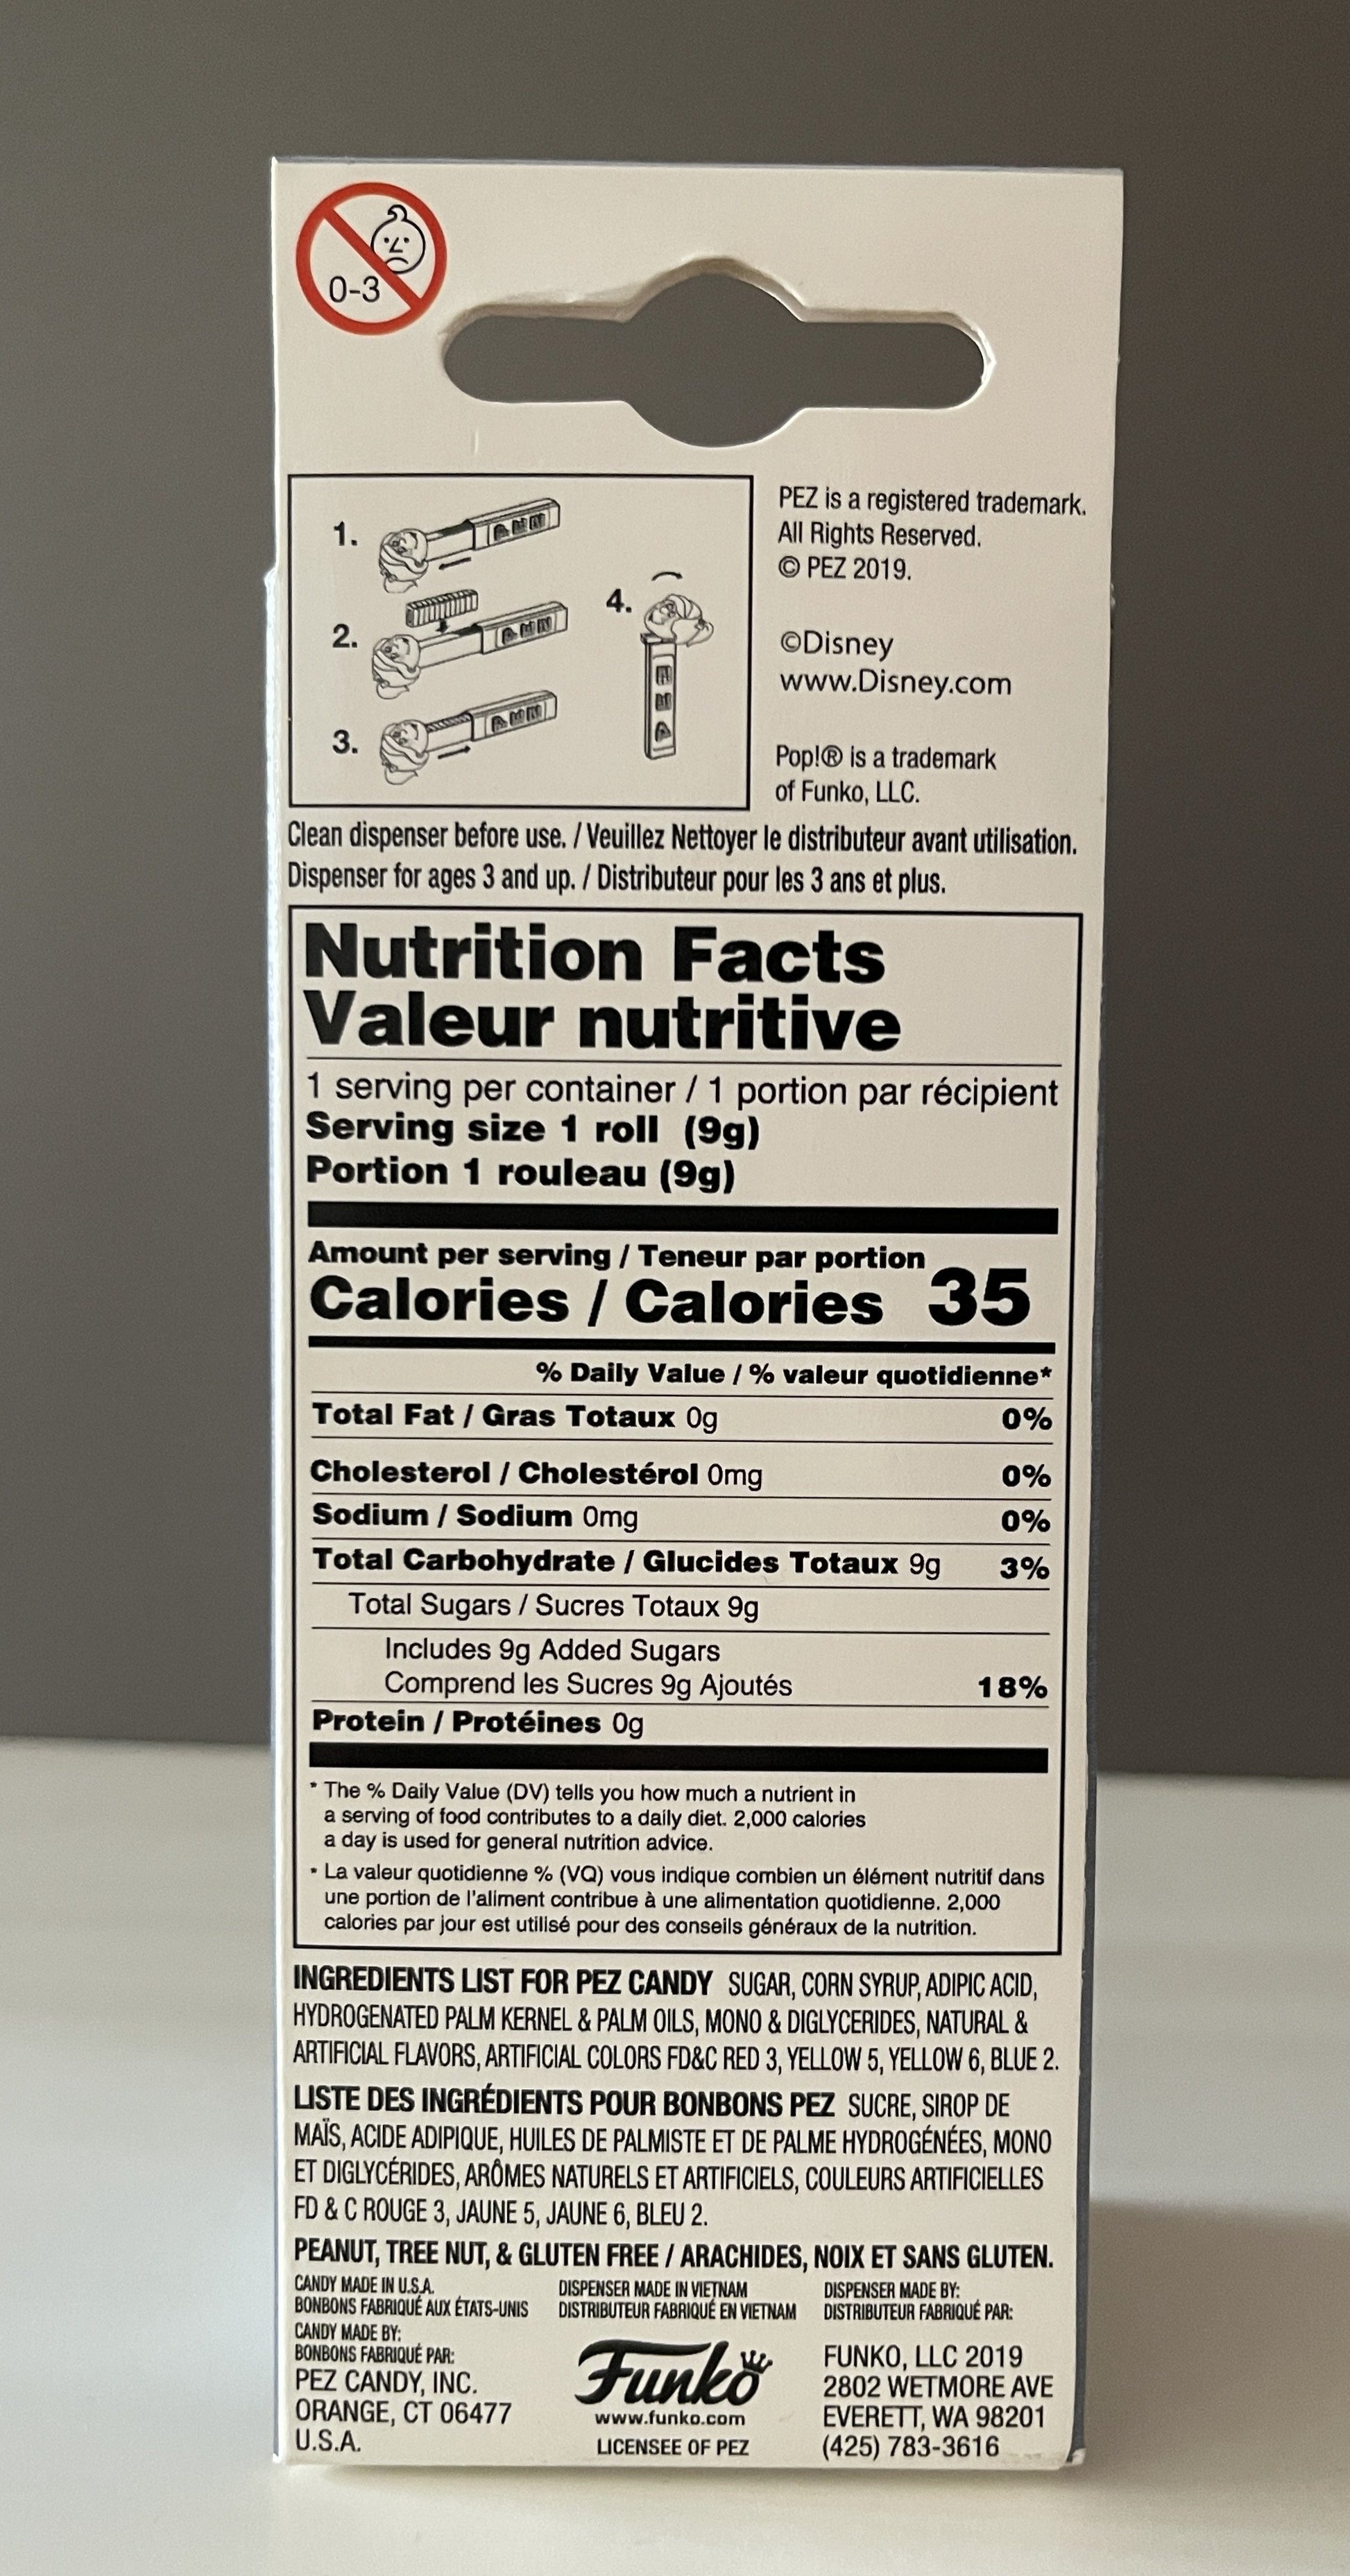 0-3
1.
2.
3.
4.
PEZ is a registered trademark.
All Rights Reserved.
© PEZ 2019.
©Disney
www.Disney.com
Pop!® is a trademark
of Funko, LLC.
Clean dispenser before use. / Veuillez Nettoyer le distributeur avant utilisation.
Dispenser for ages 3 and up. / Distributeur pour les 3 ans et plus.
Nutrition Facts
Valeur nutritive
1 serving per container / 1 portion par récipient
Serving size 1 roll (9g)
Portion 1 rouleau (9g)
Amount per serving / Teneur par portion
Calories / Calories 35
% Daily Value / % valeur quotidienne*
Total Fat / Gras Totaux 0g 0%
Cholesterol / Cholestérol 0mg 0%
Sodium / Sodium 0mg 0%
Total Carbohydrate / Glucides Totaux 9g 3%
Total Sugars / Sucres Totaux 9g
Includes 9g Added Sugars
Comprend les Sucres 9g Ajoutés 18%
Protein / Protéines 0g
* The % Daily Value (DV) tells you how much a nutrient in
a serving of food contributes to a daily diet. 2,000 calories
a day is used for general nutrition advice.
* La valeur quotidienne % (VQ) vous indique combien un élément nutritif dans
une portion de l'aliment contribue à une alimentation quotidienne. 2,000
calories par jour est utilisé pour des conseils généraux de la nutrition.
INGREDIENTS LIST FOR PEZ CANDY SUGAR, CORN SYRUP, ADIPIC ACID,
HYDROGENATED PALM KERNEL & PALM OILS, MONO & DIGLYCERIDES, NATURAL &
ARTIFICIAL FLAVORS, ARTIFICIAL COLORS FD&C RED 3, YELLOW 5, YELLOW 6, BLUE 2.
LISTE DES INGRÉDIENTS POUR BONBONS PEZ SUCRE, SIROP DE
MAÏS, ACIDE ADIPIQUE, HUILES DE PALMISTE ET DE PALME HYDROGÉNÉES, MONO
ET DIGLYCÉRIDES, ARÔMES NATURELS ET ARTIFICIELS, COULEURS ARTIFICIELLES
FD & C ROUGE 3, JAUNE 5, JAUNE 6, BLEU 2.
PEANUT, TREE NUT, & GLUTEN FREE / ARACHIDES, NOIX ET SANS GLUTEN.
CANDY MADE IN U.S.A.
BONBONS FABRIQUÉ AUX ÉTATS-UNIS
CANDY MADE BY:
BONBONS FABRIQUÉ PAR:
PEZ CANDY, INC.
ORANGE, CT 06477
U.S.A.
DISPENSER MADE IN VIETNAM
DISTRIBUTEUR FABRIQUÉ EN VIETNAM
Funko
www.funko.com
LICENSEE OF PEZ
DISPENSER MADE BY:
DISTRIBUTEUR FABRIQUÉ PAR:
FUNKO, LLC 2019
2802 WETMORE AVE
EVERETT, WA 98201
(425) 783-3616